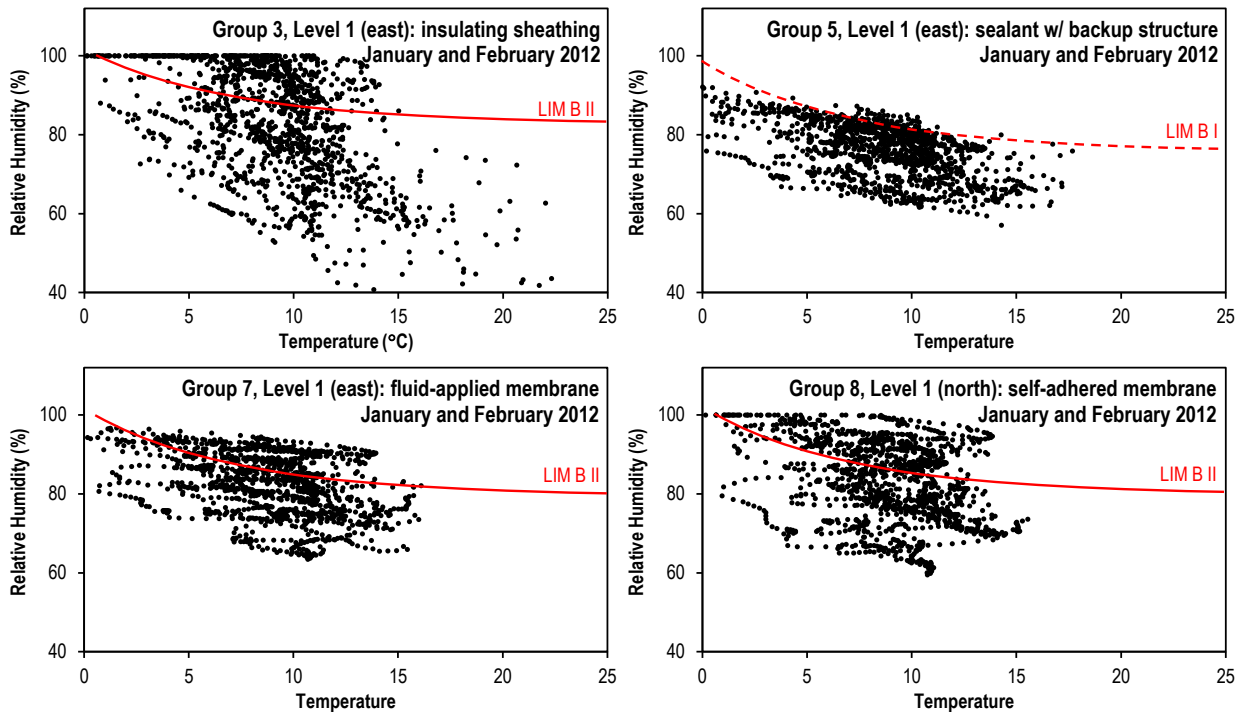 Group 3, Level 1 (east): insulating sheathing
January and February 2012
100
80
60
40
Relative Humidity (%)
LIM B II
0 5 10 15 20 25
Temperature (°C)
Group 5, Level 1 (east): sealant w/ backup structure
January and February 2012
100
80
60
40
Relative Humidity (%)
LIM B I
0 5 10 15 20 25
Temperature
Group 7, Level 1 (east): fluid-applied membrane
January and February 2012
100
80
60
40
Relative Humidity (%)
LIM B II
0 5 10 15 20 25
Temperature
Group 8, Level 1 (north): self-adhered membrane
January and February 2012
100
80
60
40
Relative Humidity (%)
LIM B II
0 5 10 15 20 25
Temperature